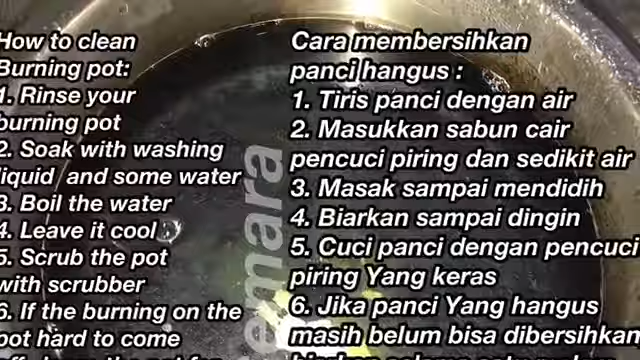 How to clean
Burning pot:
1. Rinse your
burning pot
2. Soak with washing
liquid and some water
3. Boil the water
4. Leave it cool
5. Scrub the pot
with scrubber
6. If the burning on the
pot hard to come
Cara membersihkan
panci hangus :
1. Tiris panci dengan air
2. Masukkan sabun cair
pencuci piring dan sedikit air
3. Masak sampai mendidih
4. Biarkan sampai dingin
5. Cuci panci dengan pencuci
piring Yang keras
6. Jika panci Yang hangus
masih belum bisa dibersihkan
emara